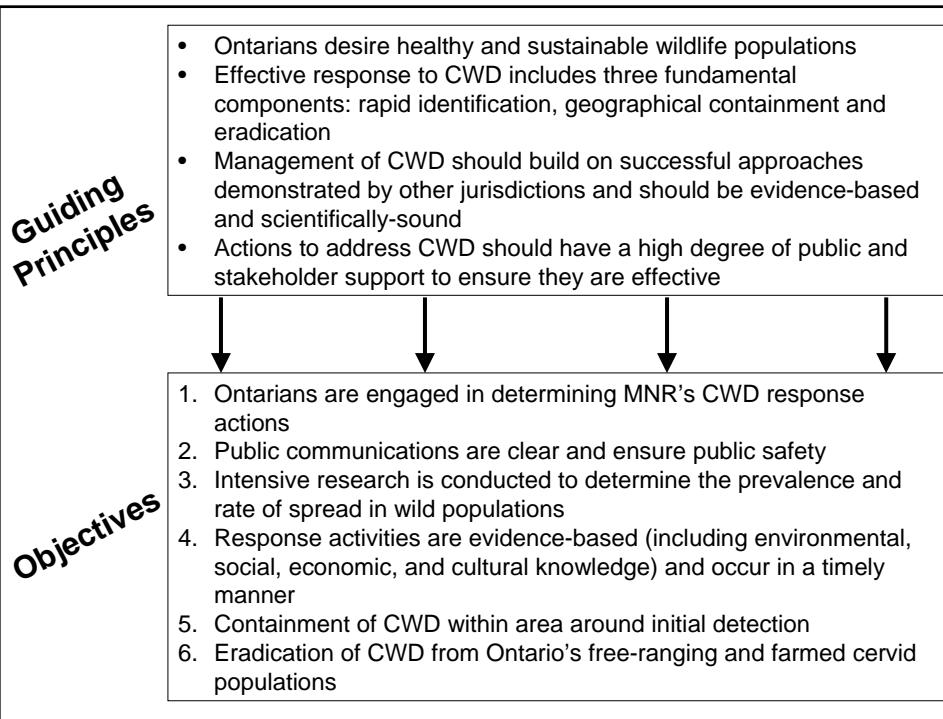 Guiding
Principles
• Ontarians desire healthy and sustainable wildlife populations
• Effective response to CWD includes three fundamental
components: rapid identification, geographical containment and
eradication
• Management of CWD should build on successful approaches
demonstrated by other jurisdictions and should be evidence-based
and scientifically-sound
• Actions to address CWD should have a high degree of public and
stakeholder support to ensure they are effective
Objectives
1. Ontarians are engaged in determining MNR's CWD response
actions
2. Public communications are clear and ensure public safety
3. Intensive research is conducted to determine the prevalence and
rate of spread in wild populations
4. Response activities are evidence-based (including environmental,
social, economic, and cultural knowledge) and occur in a timely
manner
5. Containment of CWD within area around initial detection
6. Eradication of CWD from Ontario's free-ranging and farmed cervid
populations